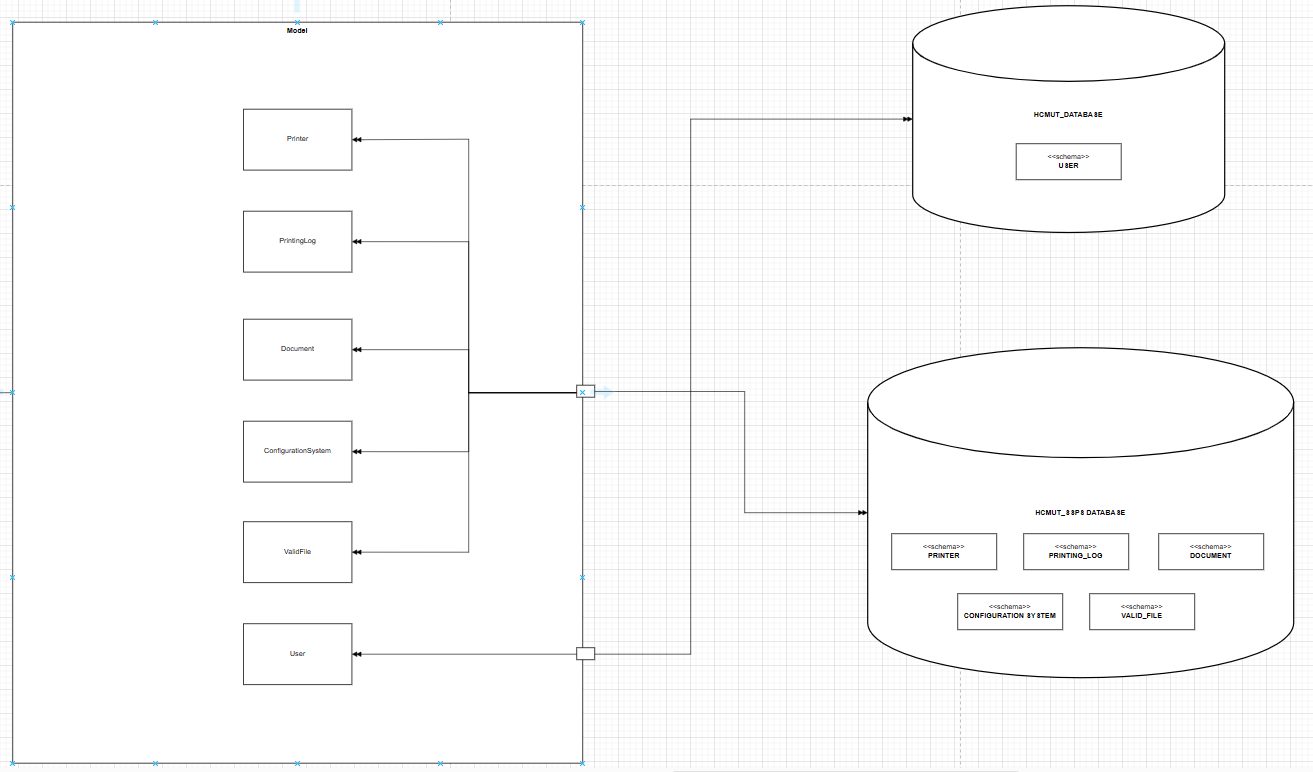 Model
Printer
PrintingLog
Document
ConfigurationSystem
ValidFile
User
HCMUT_DATABASE
<<schema>>
USER
HCMUT_SSPS DATABASE
<<schema>>
PRINTER
<<schema>>
PRINTING_LOG
<<schema>>
DOCUMENT
<<schema>>
CONFIGURATION SYSTEM
<<schema>>
VALID_FILE